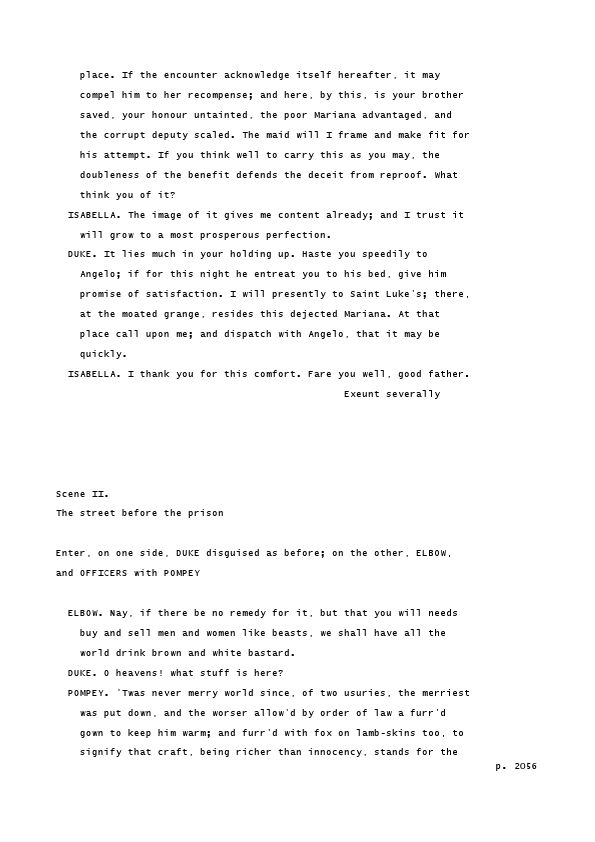 place. If the encounter acknowledge itself hereafter, it may
compel him to her recompense; and here, by this, is your brother
saved, your honour untainted, the poor Mariana advantaged, and
the corrupt deputy scaled. The maid will I frame and make fit for
his attempt. If you think well to carry this as you may, the
doubleness of the benefit defends the deceit from reproof. What
think you of it?
ISABELLA. The image of it gives me content already; and I trust it
will grow to a most prosperous perfection.
DUKE. It lies much in your holding up. Haste you speedily to
Angelo; if for this night he entreat you to his bed, give him
promise of satisfaction. I will presently to Saint Luke's; there,
at the moated grange, resides this dejected Mariana. At that
place call upon me; and dispatch with Angelo, that it may be
quickly.
ISABELLA. I thank you for this comfort. Fare you well, good father.
Exeunt severally
Scene II.
The street before the prison
Enter, on one side, DUKE disguised as before; on the other, ELBOW,
and OFFICERS with POMPEY
ELBOW. Nay, if there be no remedy for it, but that you will needs
buy and sell men and women like beasts, we shall have all the
world drink brown and white bastard.
DUKE. O heavens! what stuff is here?
POMPEY. 'Twas never merry world since, of two usuries, the merriest
was put down, and the worser allow'd by order of law a furr'd
gown to keep him warm; and furr'd with fox on lamb-skins too, to
signify that craft, being richer than innocency, stands for the
p. 2056